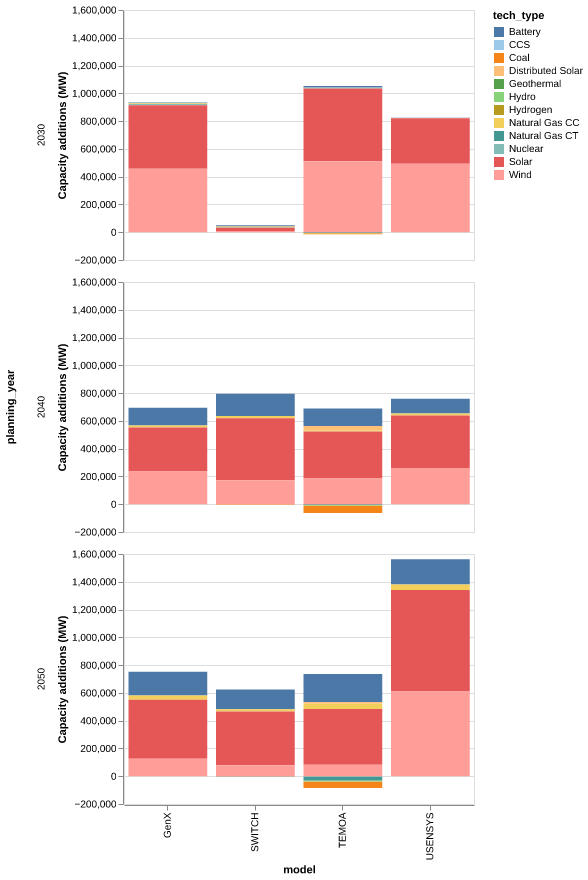 tech_type
Battery
CCS
Coal
Distributed Solar
Geothermal
Hydro
Hydrogen
Natural Gas CC
Natural Gas CT
Nuclear
Solar
Wind
planning_year
2030
Capacity additions (MW)
1,600,000
1,400,000
1,200,000
1,000,000
800,000
600,000
400,000
200,000
0
−200,000
2040
Capacity additions (MW)
1,600,000
1,400,000
1,200,000
1,000,000
800,000
600,000
400,000
200,000
0
−200,000
2050
Capacity additions (MW)
1,600,000
1,400,000
1,200,000
1,000,000
800,000
600,000
400,000
200,000
0
−200,000
GenX
SWITCH
TEMOA
USENSYS
model